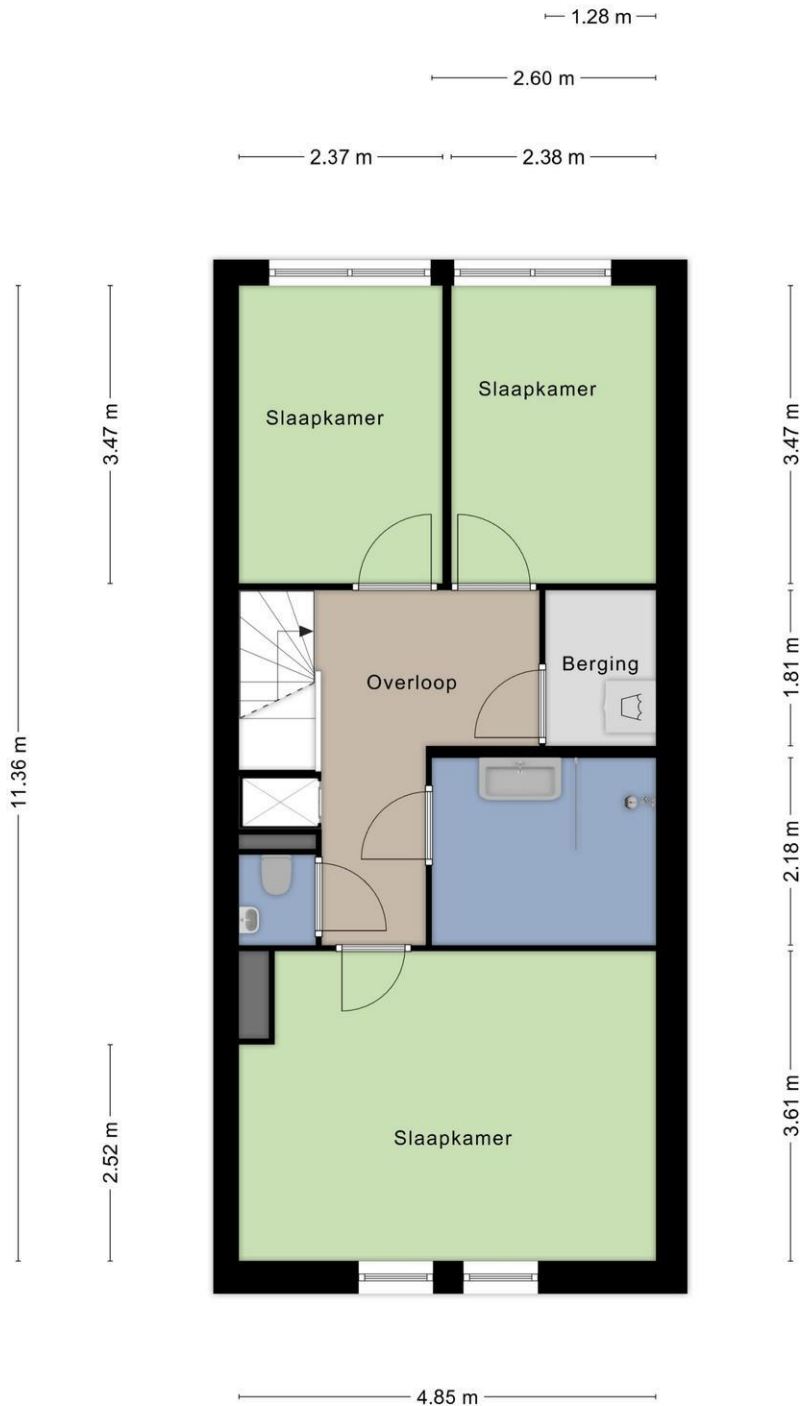 1.28 m
2.60 m
2.37 m
2.38 m
Slaapkamer
Slaapkamer
3.47 m
3.47 m
Overloop
Berging
1.81 m
11.36 m
2.18 m
Slaapkamer
2.52 m
3.61 m
4.85 m